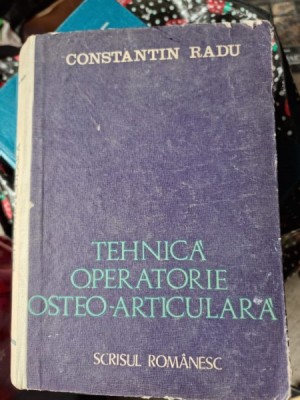 CONSTANTIN RADU
TEHNICĂ
OPERATORIE
OSTEO-ARTICULARĂ
SCRISUL ROMÂNESC